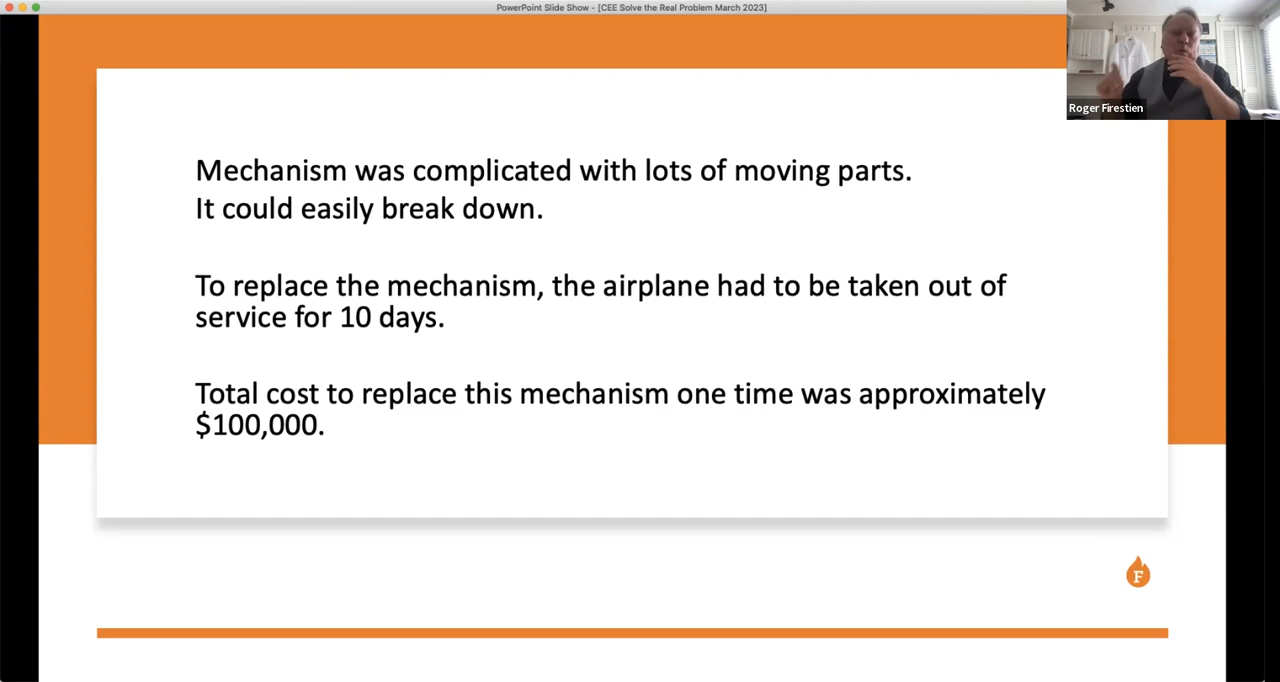 PowerPoint Slide Show - [CEE Solve the Real Problem March 2023]
Roger Firestien
Mechanism was complicated with lots of moving parts.
It could easily break down.
To replace the mechanism, the airplane had to be taken out of
service for 10 days.
Total cost to replace this mechanism one time was approximately
$100,000.
F